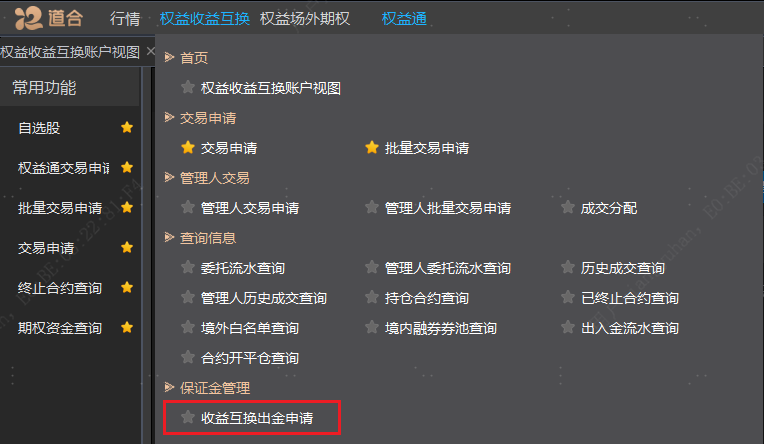 道合 行情 权益收益互换 权益场外期权 权益通
权益收益互换账户视图 ×
常用功能
自选股
权益通交易申请
批量交易申请
交易申请
终止合约查询
期权资金查询
首页
权益收益互换账户视图
交易申请
交易申请 批量交易申请
管理人交易
管理人交易申请 管理人批量交易申请 成交分配
查询信息
委托流水查询 管理人委托流水查询 历史成交查询
管理人历史成交查询 持仓合约查询 已终止合约查询
境外白名单查询 境内融券券池查询 出入金流水查询
合约开平仓查询
保证金管理
收益互换出金申请